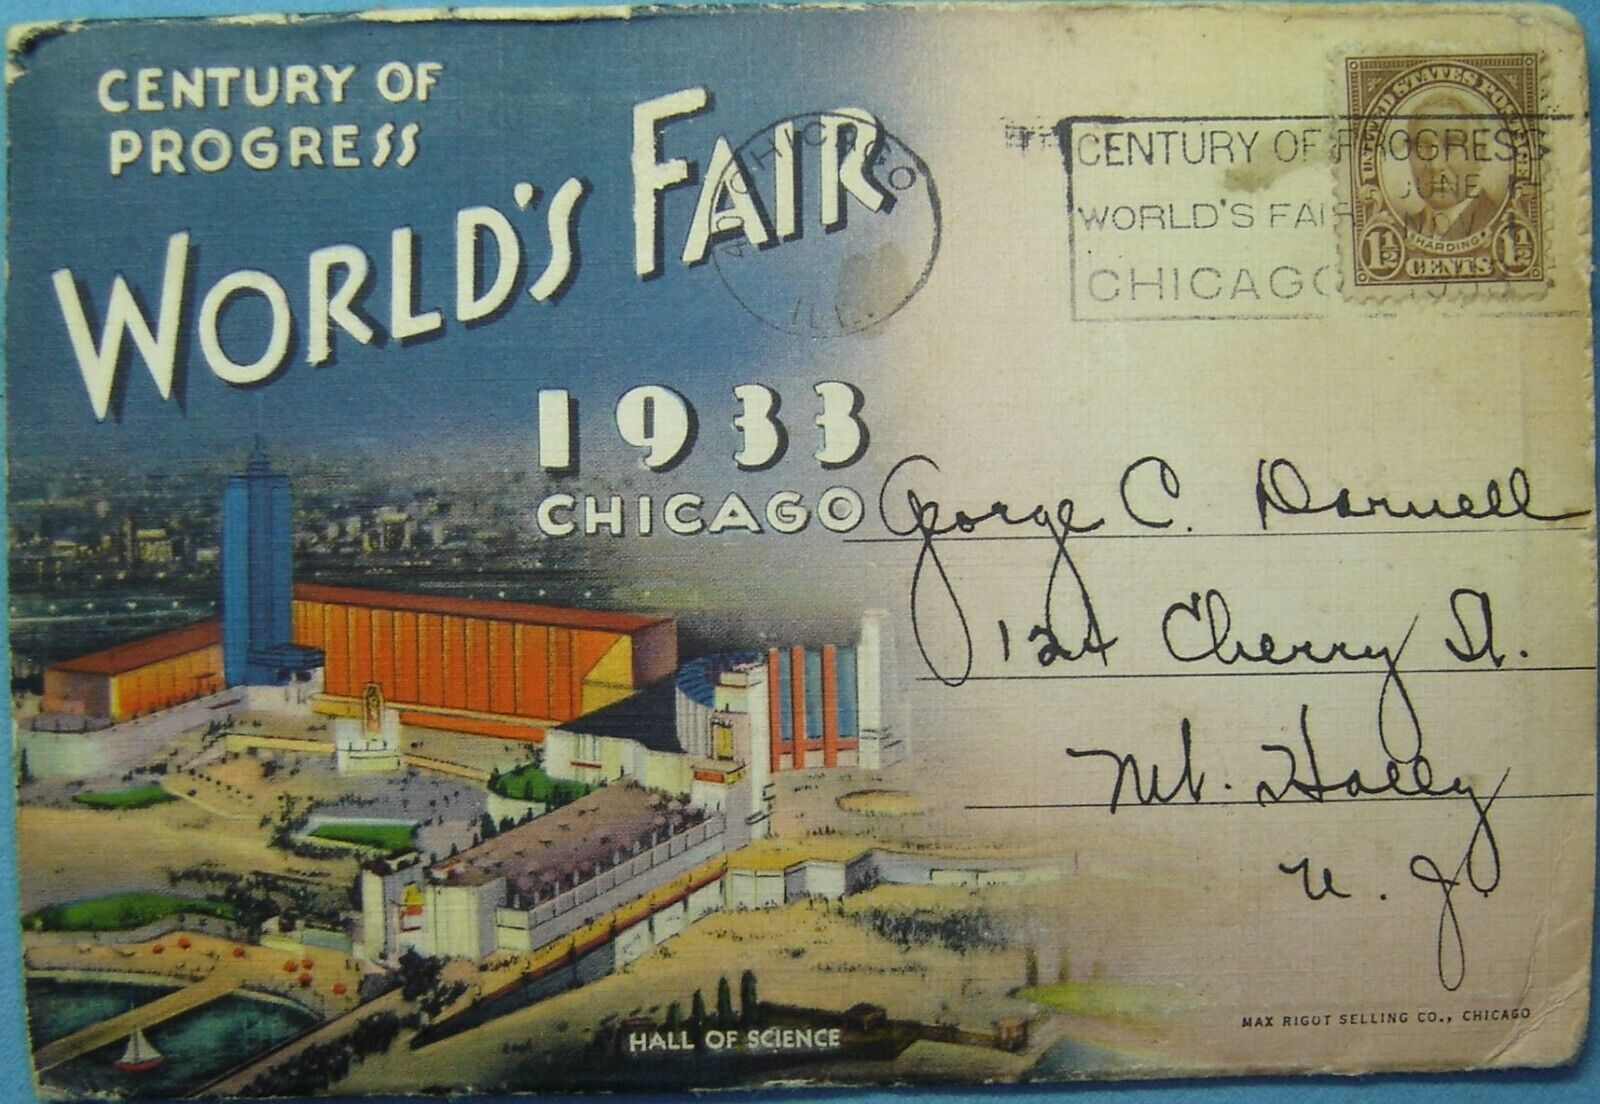 CENTURY OF
PROGRESS
WORLD'S FAIR
1933
CHICAGO
CHICAGO
ILL.
CENTURY OF PROGRESS
JUNE
WORLD'S FAIR NOV.
CHICAGO
UNITED STATES POSTAGE
HARDING
1½ CENTS 1½
George C. Darnell
124 Cherry St.
Mt. Holly
N. J.
HALL OF SCIENCE
MAX RIGOT SELLING CO., CHICAGO